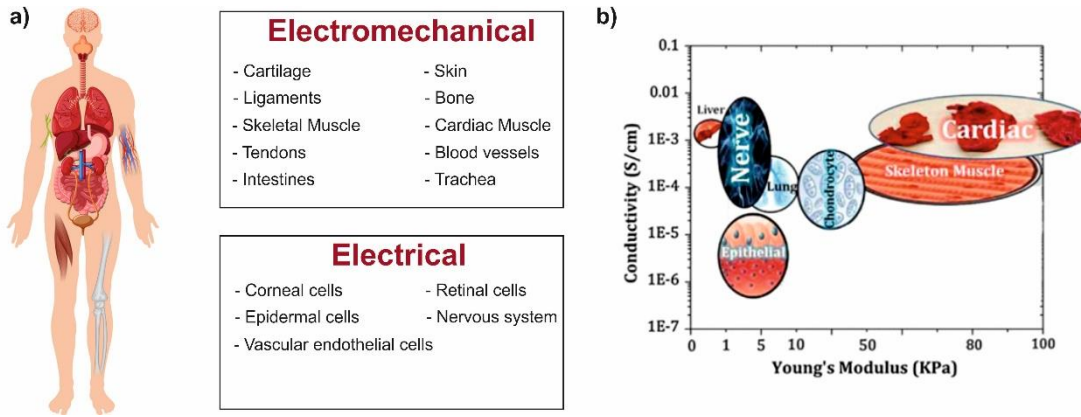 a)
Electromechanical
- Cartilage
- Skin
- Ligaments
- Bone
- Skeletal Muscle
- Cardiac Muscle
- Tendons
- Blood vessels
- Intestines
- Trachea
Electrical
- Corneal cells
- Retinal cells
- Epidermal cells
- Nervous system
- Vascular endothelial cells
b)
Conductivity (S/cm)
0.1
0.01
1E-3
1E-4
1E-5
1E-6
1E-7
Liver
Nerve
Lung
Chondrocyte
Epithelial
Cardiac
Skeleton Muscle
0 1 5 10 50 100
Young's Modulus (KPa)